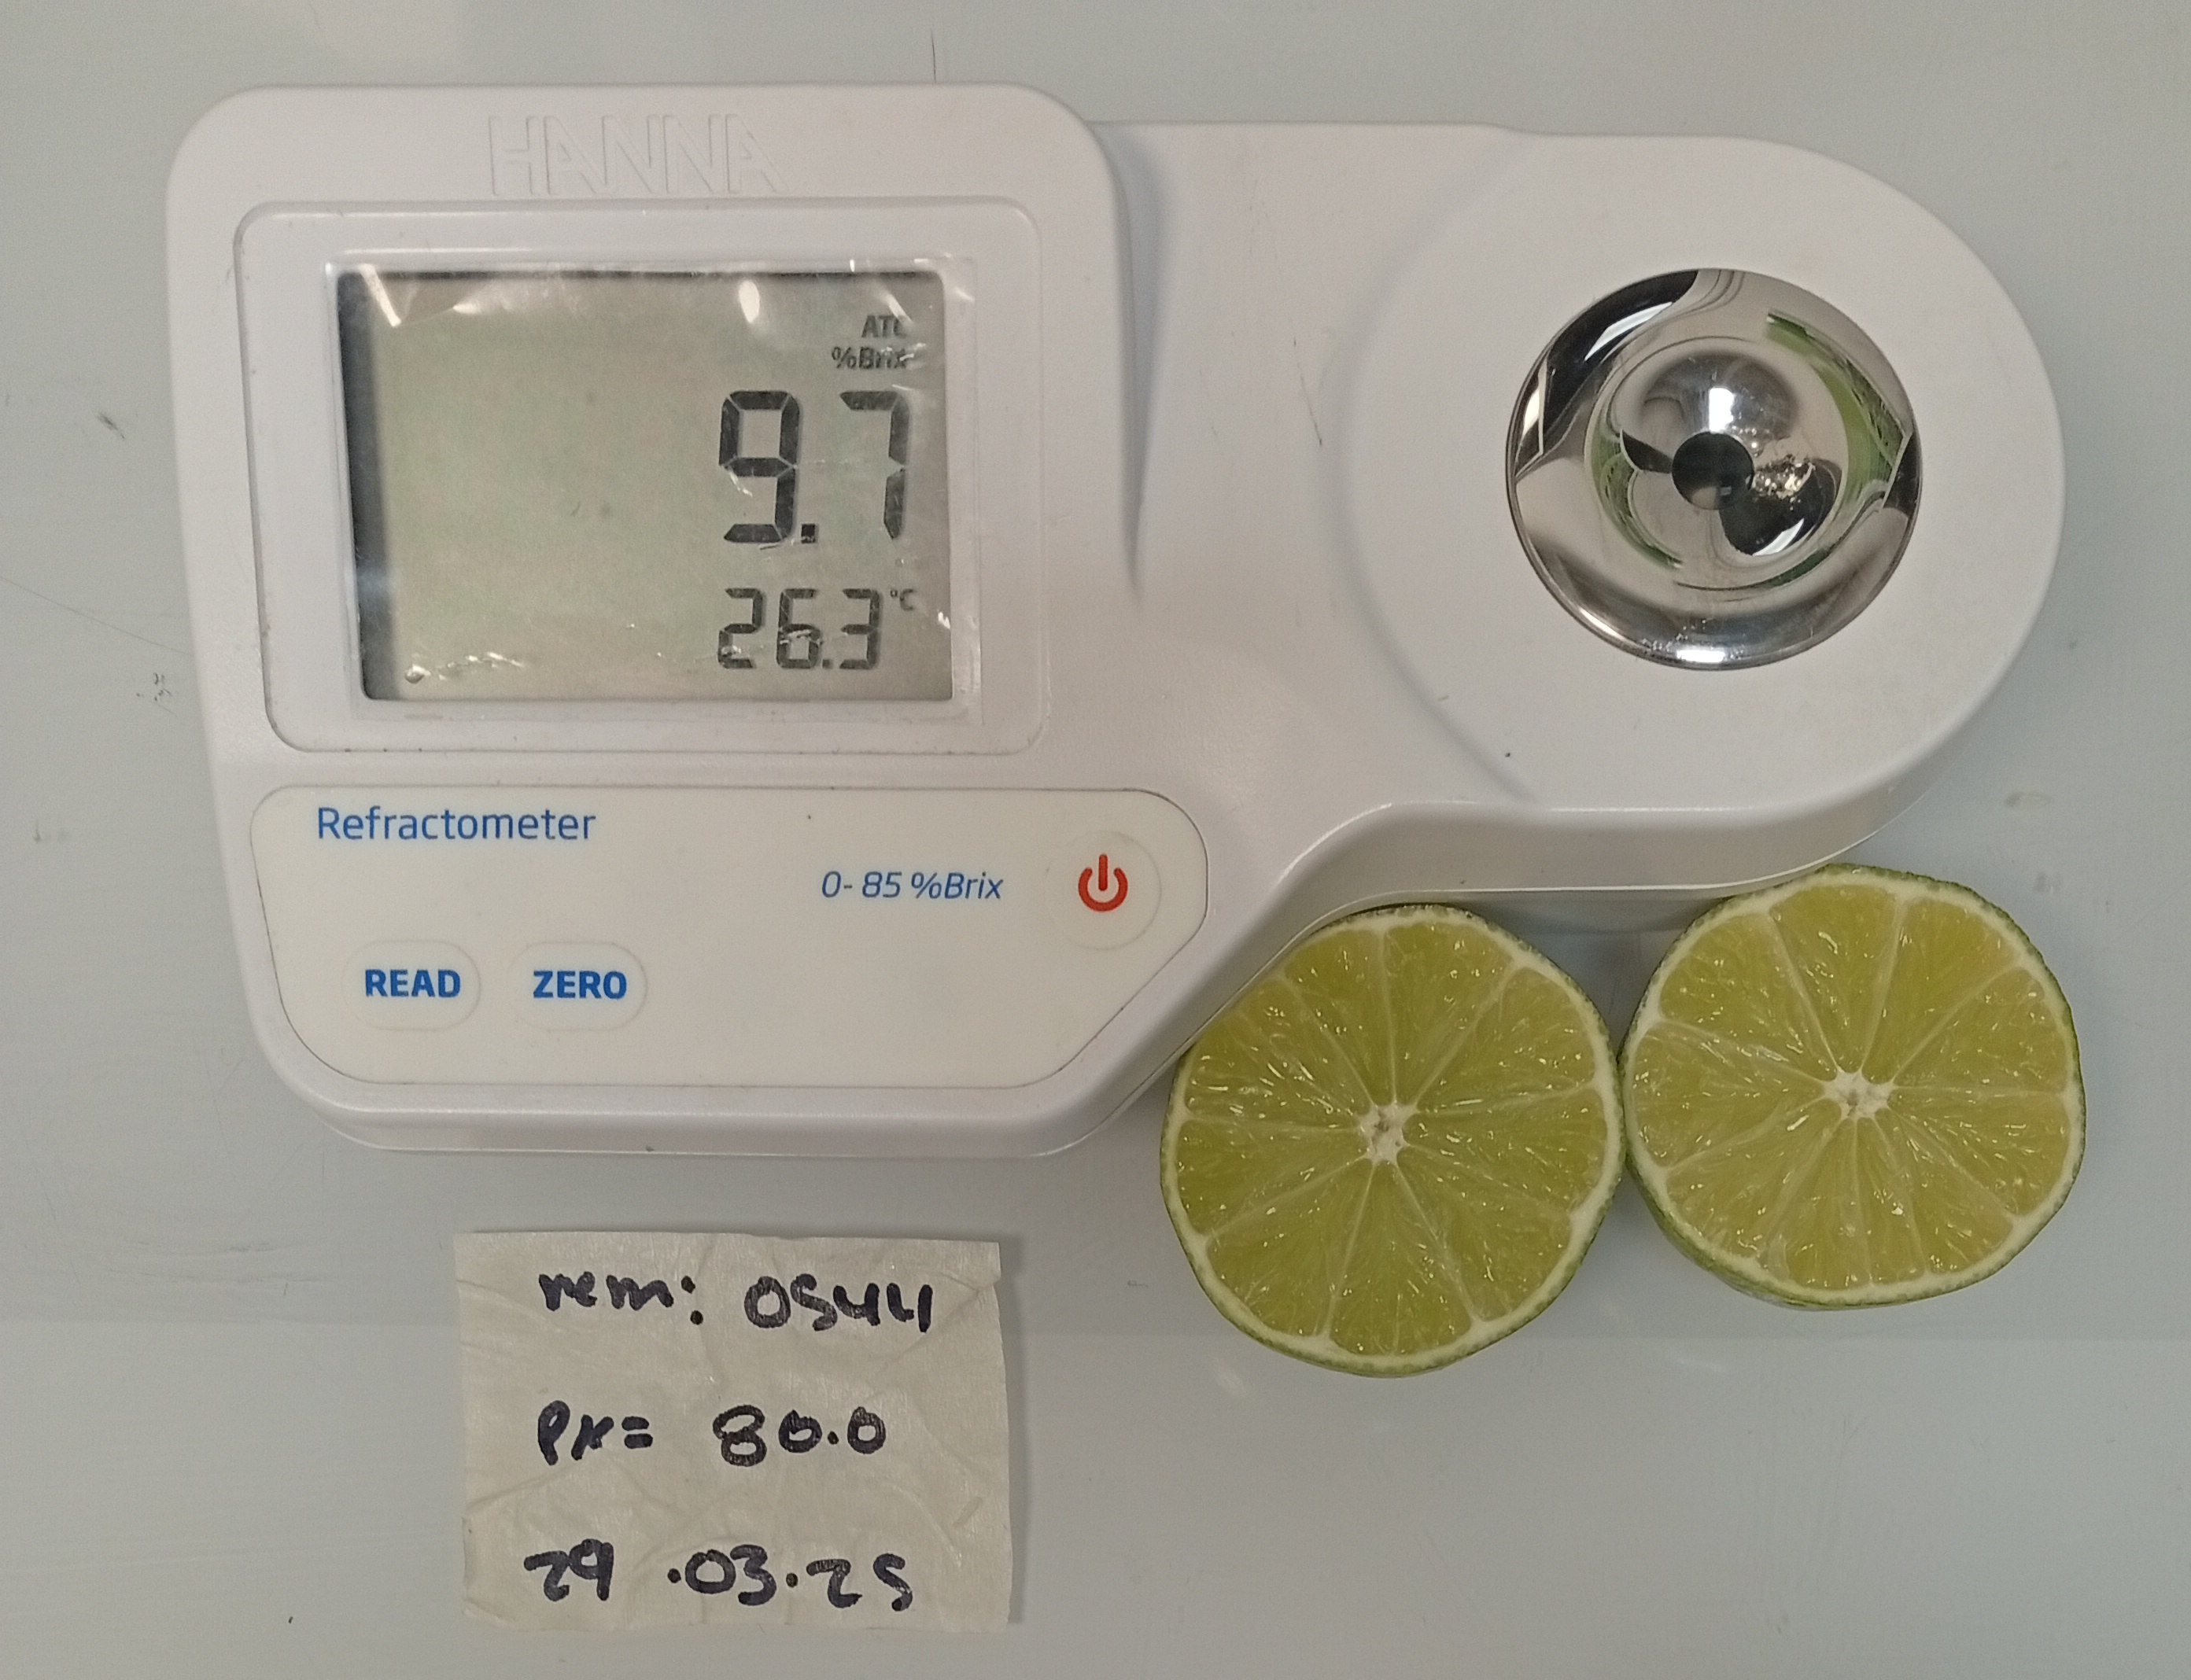 HANNA
ATC
%Brix
9.7
26.3 °C
Refractometer
0-85 %Brix
READ ZERO
rem: 0544
PX= 80.0
29.03.25